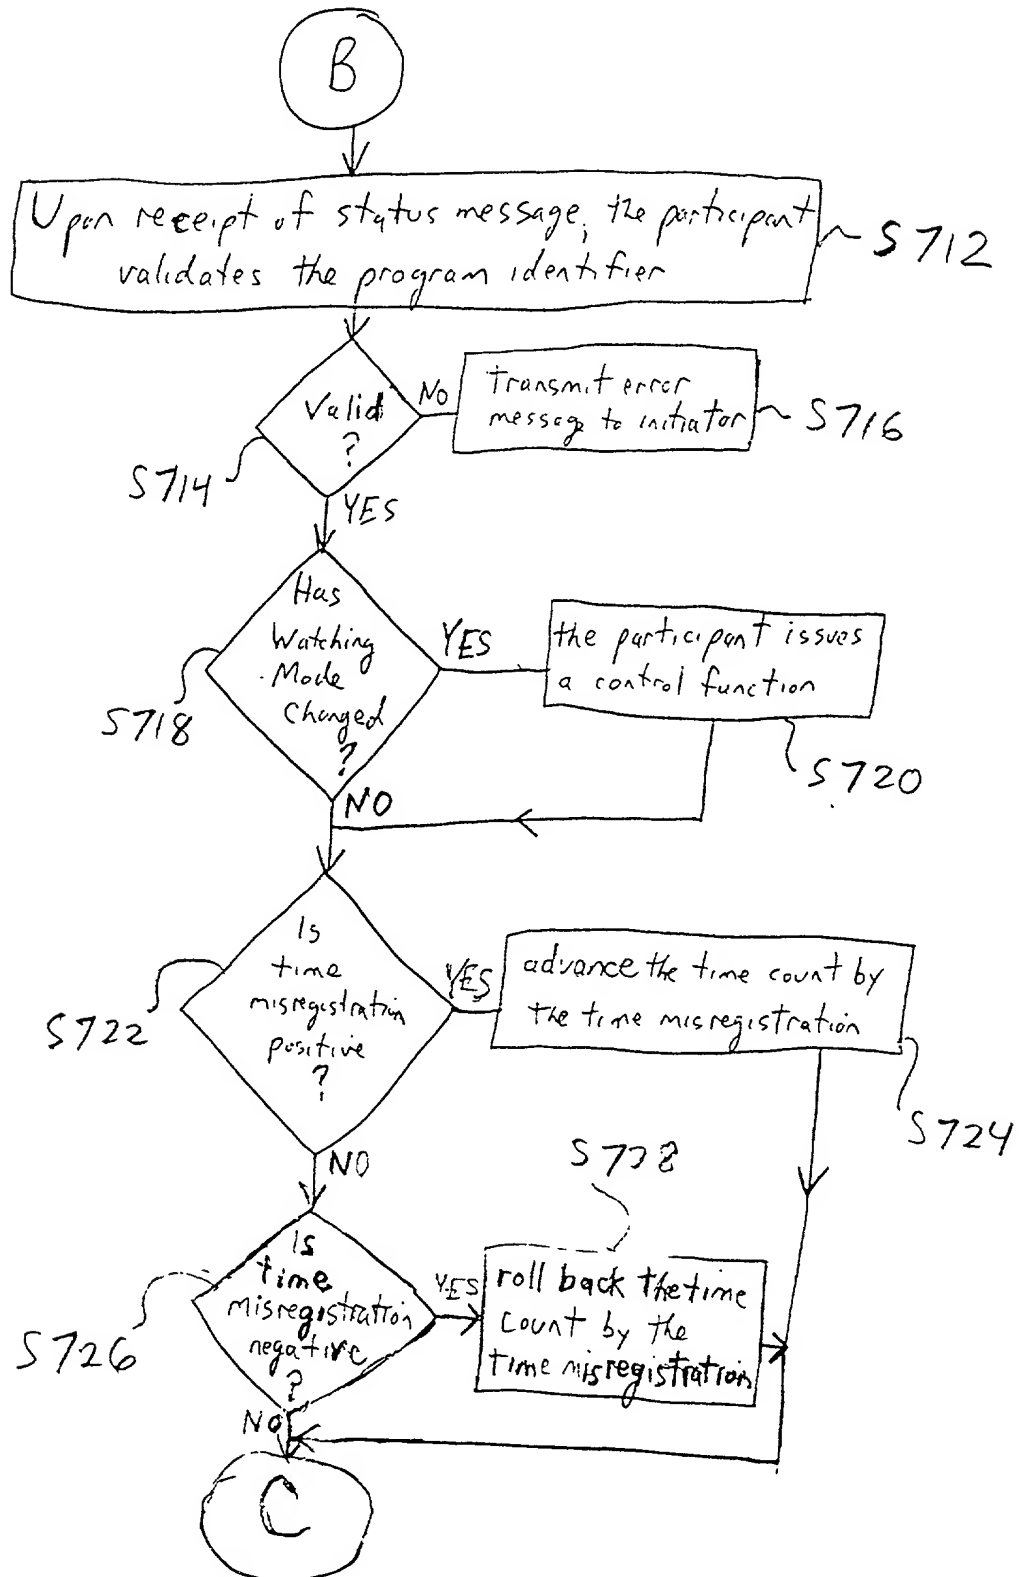 B
Upon receipt of status message, the participant
validates the program identifier
S712
Valid
?
No
transmit error
message to initiator
S716
S714
YES
Has
Watching
Mode
Changed
?
YES
the participant issues
a control function
S718
S720
NO
Is
time
misregistration
positive
?
YES
advance the time count by
the time misregistration
S722
S724
NO
S728
Is
time
misregistration
negative
?
YES
roll back the time
count by the
time misregistration
S726
NO
C